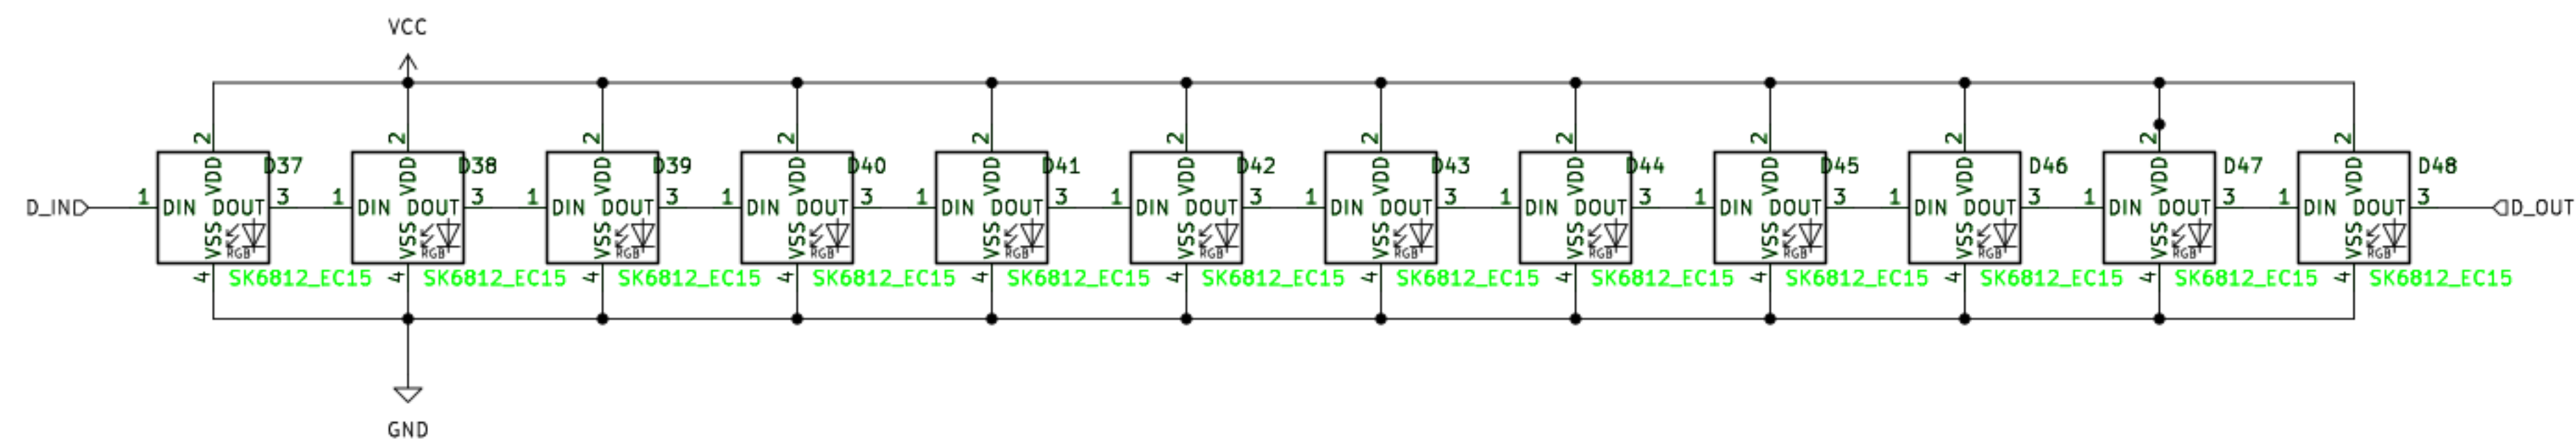 VCC
2 2 2 2 2 2 2 2 2 2 2 2
D37 D38 D39 D40 D41 D42 D43 D44 D45 D46 D47 D48
VDD VDD VDD VDD VDD VDD VDD VDD VDD VDD VDD VDD
D_IN 1 DIN DOUT 3 1 DIN DOUT 3 1 DIN DOUT 3 1 DIN DOUT 3 1 DIN DOUT 3 1 DIN DOUT 3 1 DIN DOUT 3 1 DIN DOUT 3 1 DIN DOUT 3 1 DIN DOUT 3 1 DIN DOUT 3 1 DIN DOUT 3 D_OUT
VSS VSS VSS VSS VSS VSS VSS VSS VSS VSS VSS VSS
RGB RGB RGB RGB RGB RGB RGB RGB RGB RGB RGB RGB
4 SK6812_EC15 4 SK6812_EC15 4 SK6812_EC15 4 SK6812_EC15 4 SK6812_EC15 4 SK6812_EC15 4 SK6812_EC15 4 SK6812_EC15 4 SK6812_EC15 4 SK6812_EC15 4 SK6812_EC15 4 SK6812_EC15
GND